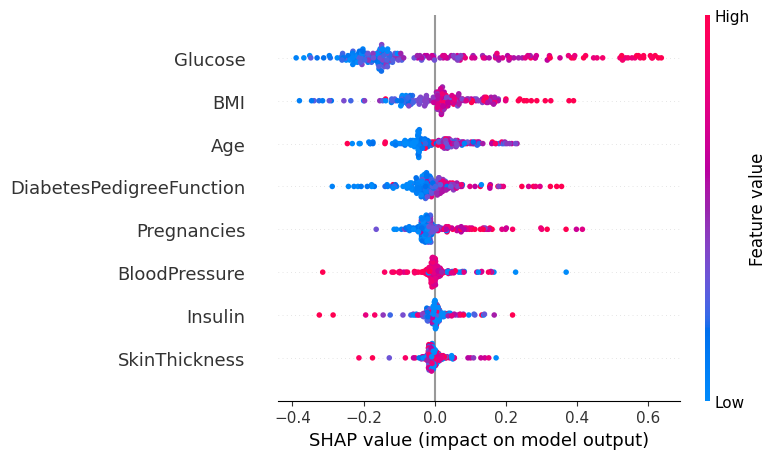 High
Glucose
BMI
Age
DiabetesPedigreeFunction
Pregnancies
BloodPressure
Insulin
SkinThickness
Feature value
Low
−0.4 −0.2 0.0 0.2 0.4 0.6
SHAP value (impact on model output)